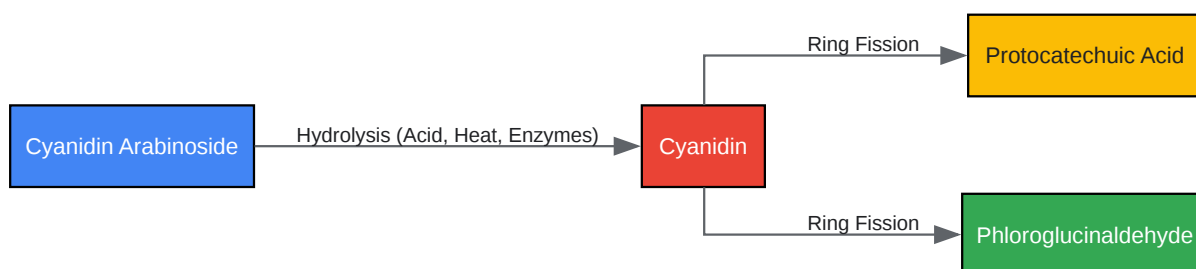 Ring Fission
Protocatechuic Acid
Cyanidin Arabinoside
Hydrolysis (Acid, Heat, Enzymes)
Cyanidin
Ring Fission
Phloroglucinaldehyde